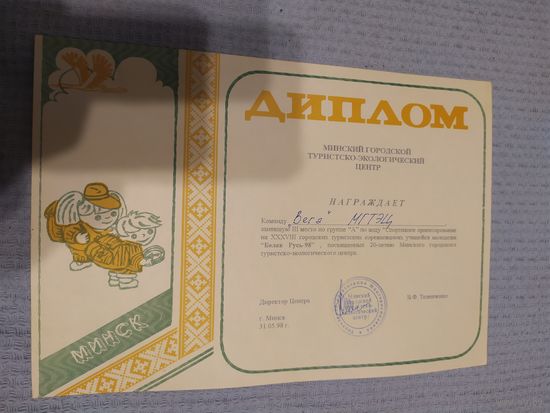 ДИПЛОМ
МИНСКИЙ ГОРОДСКОЙ
ТУРИСТСКО-ЭКОЛОГИЧЕСКИЙ
ЦЕНТР
НАГРАЖДАЕТ
Команду "Вега" МГТЭЦ
занявшую III место по группе "А" по виду "Спортивное ориентирование
на XXXVIII городских туристских соревнованиях учащейся молодежи
"Белая Русь-98" , посвященных 20-летию Минского городского
туристско-экологического центра.
Директор Центра
г. Минск
31.05.98 г.
МИНСК